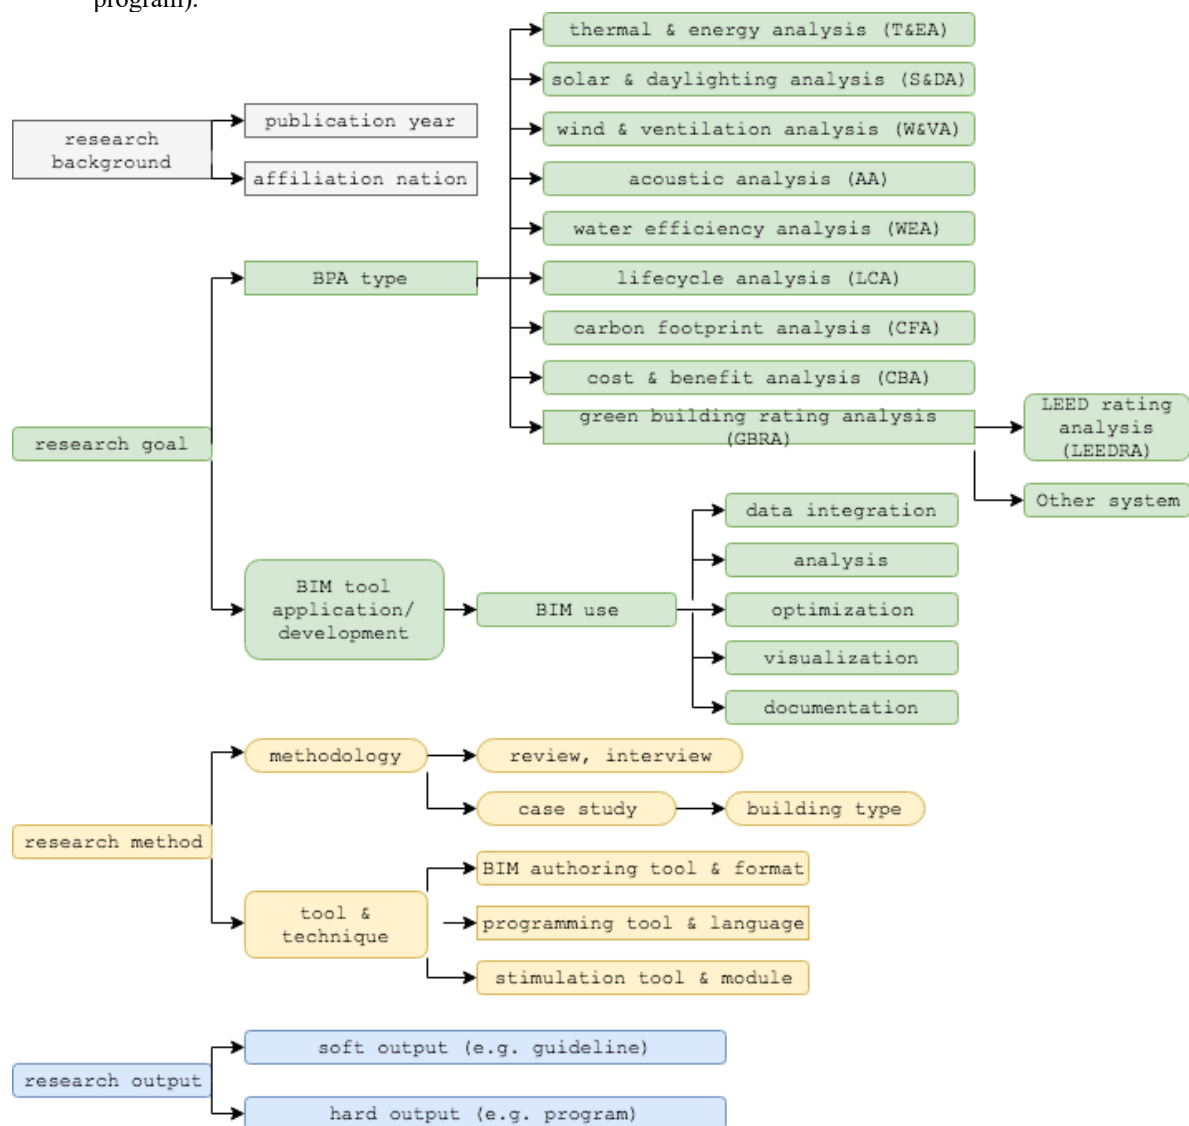 program).
thermal & energy analysis (T&EA)
solar & daylighting analysis (S&DA)
publication year
research
background
wind & ventilation analysis (W&VA)
affiliation nation
acoustic analysis (AA)
water efficiency analysis (WEA)
BPA type
lifecycle analysis (LCA)
carbon footprint analysis (CFA)
cost & benefit analysis (CBA)
green building rating analysis
(GBRA)
LEED rating
analysis
(LEEDRA)
research goal
Other system
data integration
analysis
BIM tool
application/
development
BIM use
optimization
visualization
documentation
methodology
review, interview
case study
building type
research method
BIM authoring tool & format
tool &
technique
programming tool & language
stimulation tool & module
soft output (e.g. guideline)
research output
hard output (e.g. program)